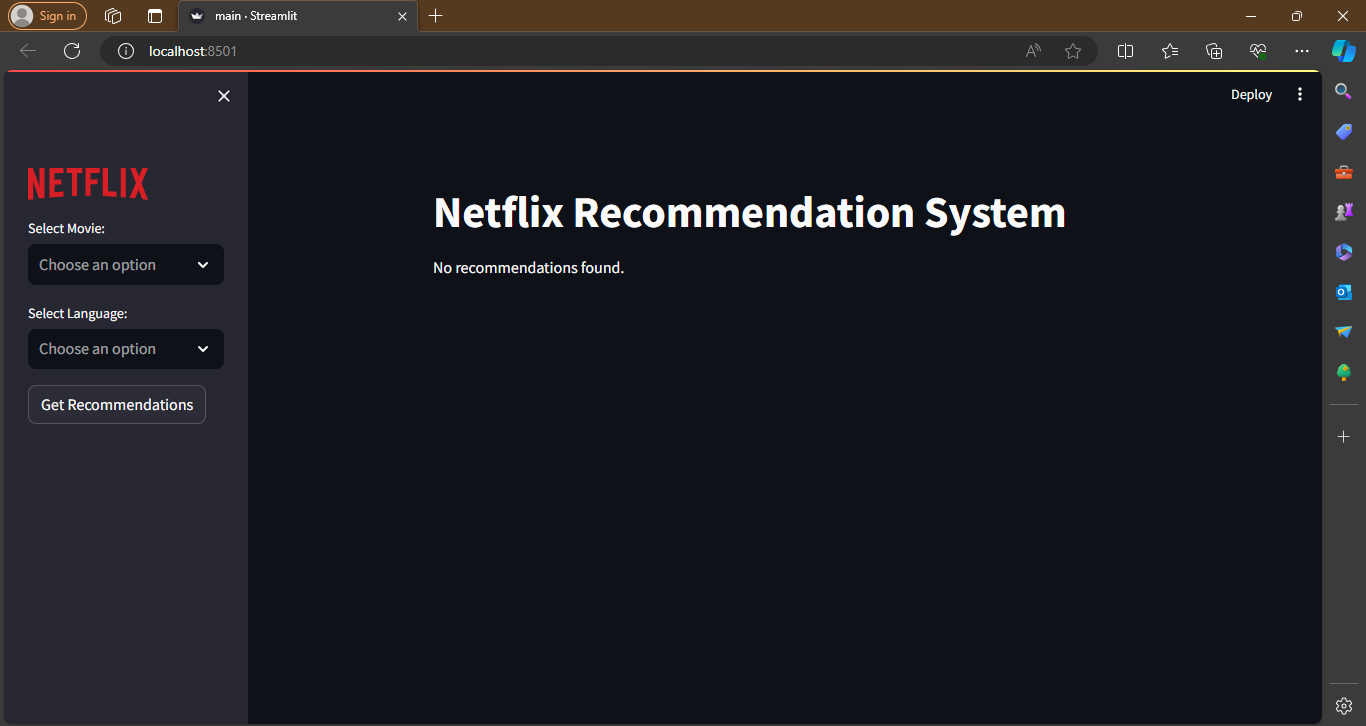 Sign in
main · Streamlit
localhost:8501
Deploy
NETFLIX
Select Movie:
Choose an option
Select Language:
Choose an option
Get Recommendations
Netflix Recommendation System
No recommendations found.